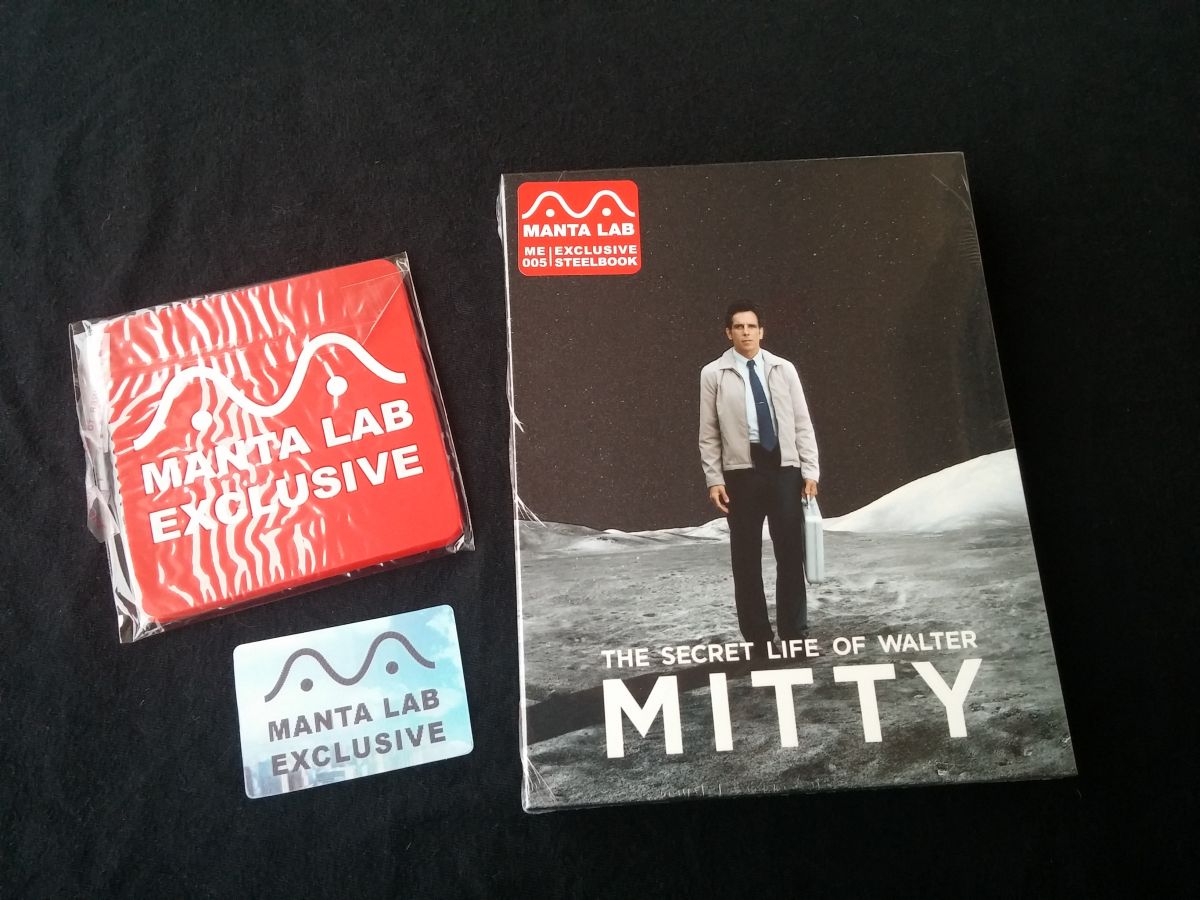 MANTA LAB
EXCLUSIVE
MANTA LAB
EXCLUSIVE
MANTA LAB
ME 005 | EXCLUSIVE STEELBOOK
THE SECRET LIFE OF WALTER
MITTY